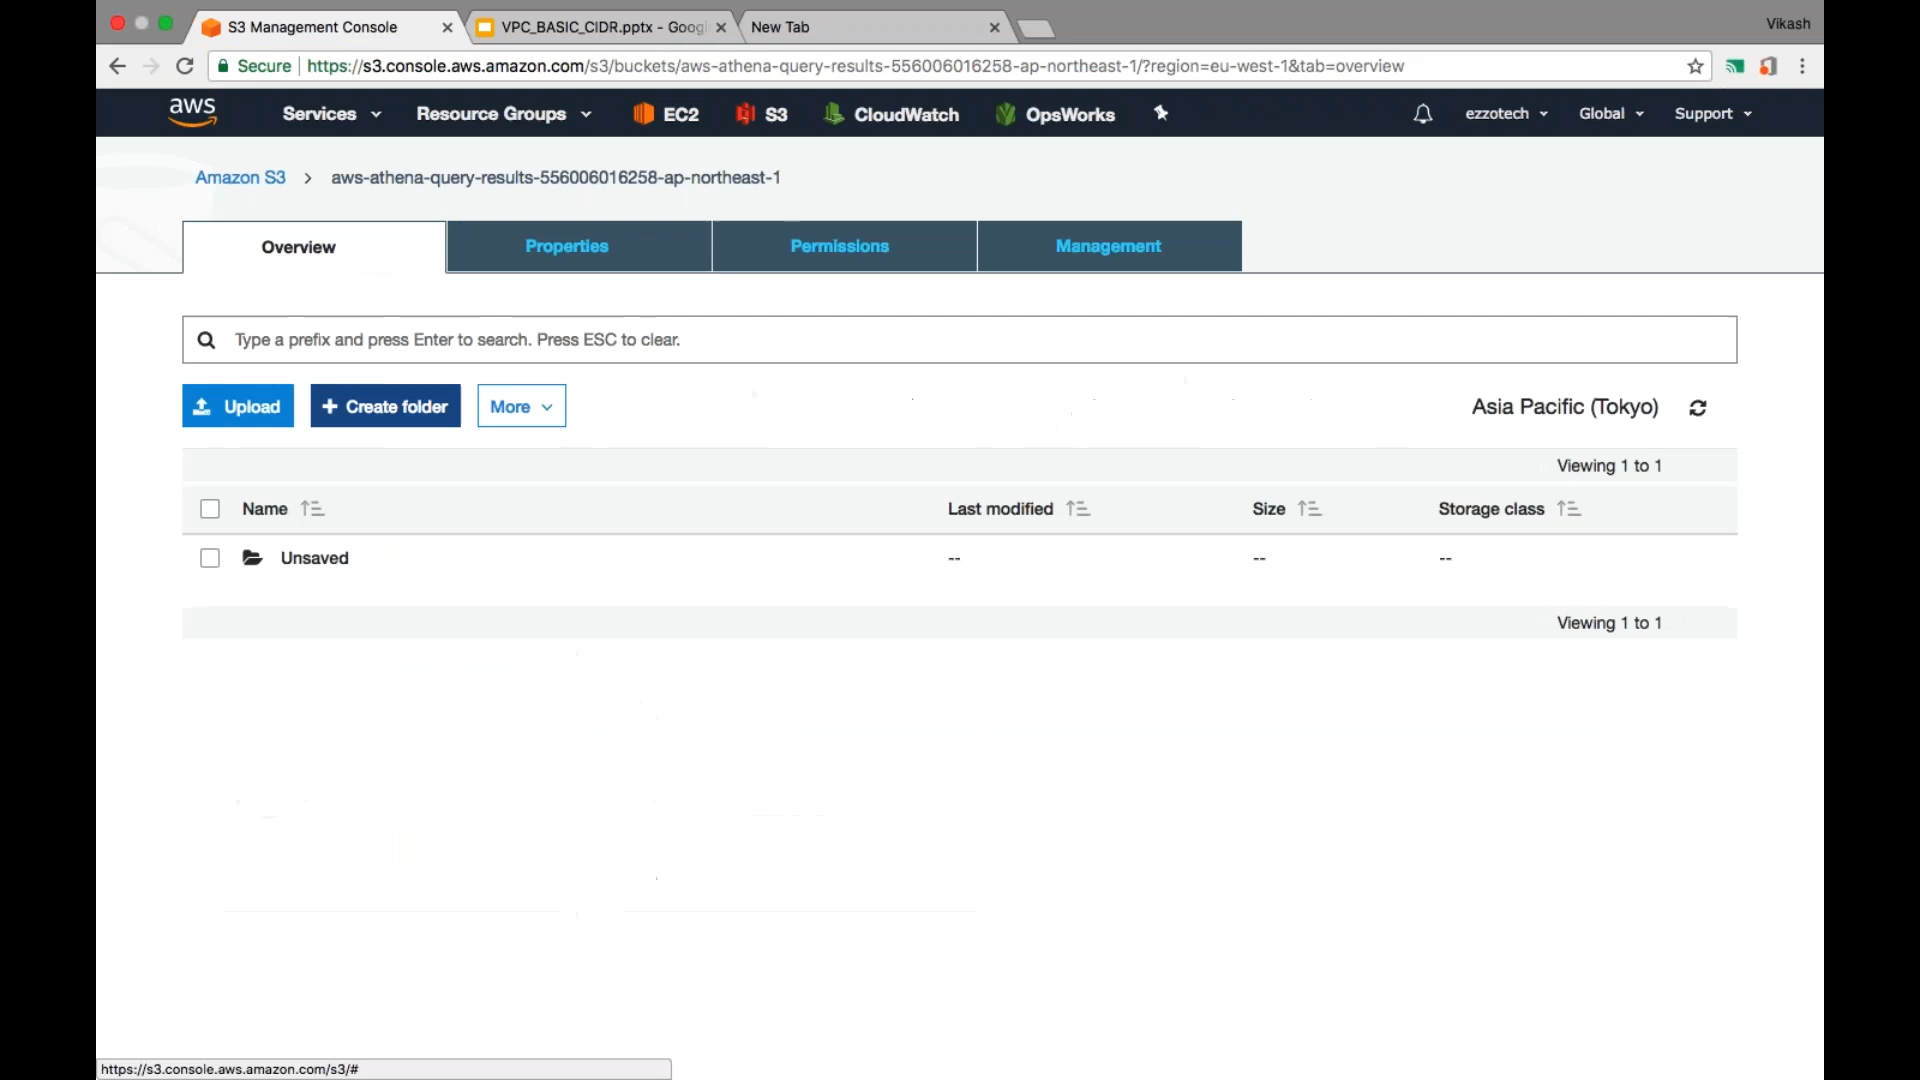 S3 Management Console
VPC_BASIC_CIDR.pptx - Googl
New Tab
Vikash
Secure
https://s3.console.aws.amazon.com/s3/buckets/aws-athena-query-results-556006016258-ap-northeast-1/?region=eu-west-1&tab=overview
aws
Services
Resource Groups
EC2
S3
CloudWatch
OpsWorks
ezzotech
Global
Support
Amazon S3
aws-athena-query-results-556006016258-ap-northeast-1
Overview
Properties
Permissions
Management
Type a prefix and press Enter to search. Press ESC to clear.
Upload
+ Create folder
More
Asia Pacific (Tokyo)
Viewing 1 to 1
Name
Last modified
Size
Storage class
Unsaved
--
--
--
Viewing 1 to 1
https://s3.console.aws.amazon.com/s3/#